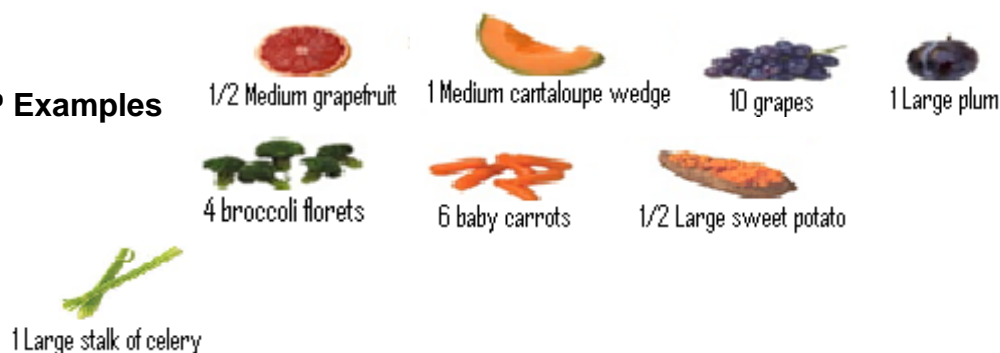 1/2 Medium grapefruit
1 Medium cantaloupe wedge
10 grapes
1 Large plum
Examples
4 broccoli florets
6 baby carrots
1/2 Large sweet potato
1 Large stalk of celery